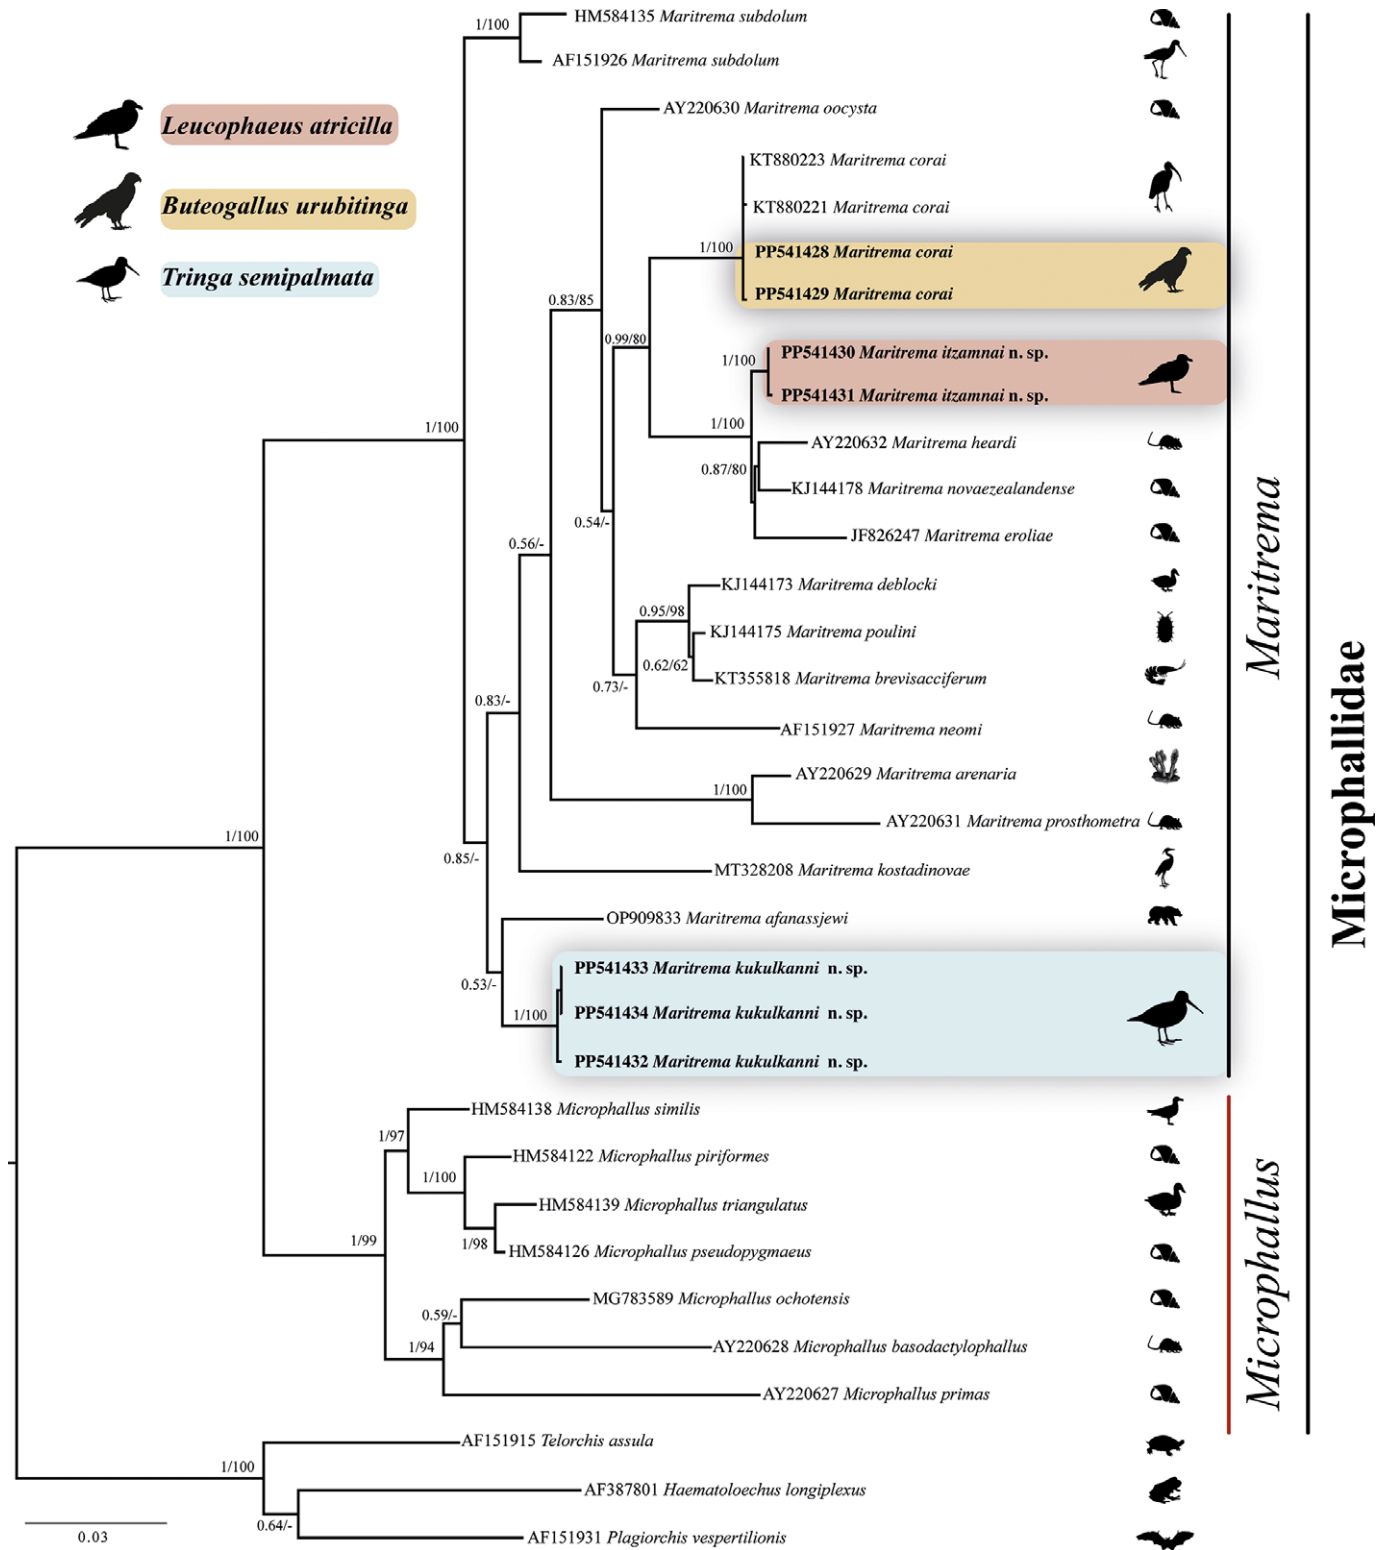 1/100
HM584135 Maritrema subdolum
AF151926 Maritrema subdolum
Leucophaeus atricilla
Buteogallus urubitinga
Tringa semipalmata
AY220630 Maritrema oocysta
KT880223 Maritrema corai
KT880221 Maritrema corai
1/100
PP541428 Maritrema corai
PP541429 Maritrema corai
0.83/85
0.99/80
1/100
PP541430 Maritrema itzamnai n. sp.
PP541431 Maritrema itzamnai n. sp.
1/100
1/100
AY220632 Maritrema heardi
0.87/80
KJ144178 Maritrema novaezealandense
0.54/-
JF826247 Maritrema eroliae
0.56/-
KJ144173 Maritrema deblocki
0.95/98
KJ144175 Maritrema poulini
0.62/62
KT355818 Maritrema brevisacciferum
0.73/-
0.83/-
AF151927 Maritrema neomi
AY220629 Maritrema arenaria
1/100
AY220631 Maritrema prosthometra
1/100
0.85/-
MT328208 Maritrema kostadinovae
OP909833 Maritrema afanassjewi
PP541433 Maritrema kukulkanni n. sp.
0.53/-
1/100
PP541434 Maritrema kukulkanni n. sp.
PP541432 Maritrema kukulkanni n. sp.
HM584138 Microphallus similis
1/97
HM584122 Microphallus piriformes
1/100
HM584139 Microphallus triangulatus
1/99
1/98
HM584126 Microphallus pseudopygmaeus
MG783589 Microphallus ochotensis
0.59/-
1/94
AY220628 Microphallus basodactylophallus
AY220627 Microphallus primas
AF151915 Telorchis assula
1/100
AF387801 Haematoloechus longiplexus
0.64/-
AF151931 Plagiorchis vespertilionis
0.03
Maritrema
Microphallus
Microphallidae